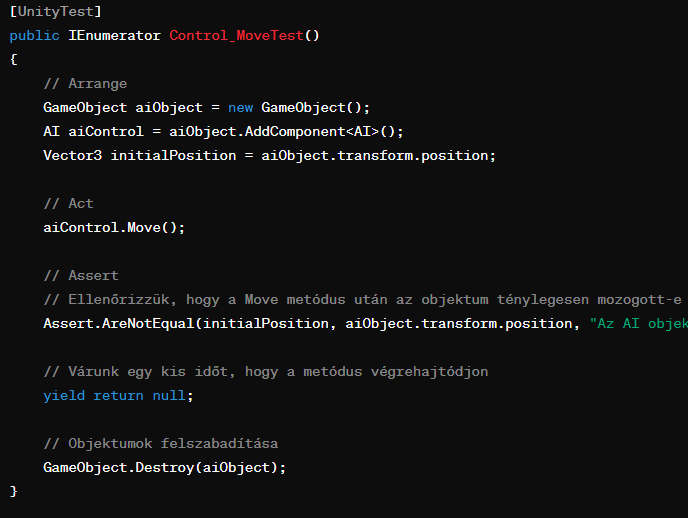 [UnityTest]
public IEnumerator Control_MoveTest()
{
// Arrange
GameObject aiObject = new GameObject();
AI aiControl = aiObject.AddComponent<AI>();
Vector3 initialPosition = aiObject.transform.position;
// Act
aiControl.Move();
// Assert
// Ellenőrizzük, hogy a Move metódus után az objektum ténylegesen mozogott-e
Assert.AreNotEqual(initialPosition, aiObject.transform.position, "Az AI objek
// Várunk egy kis időt, hogy a metódus végrehajtódjon
yield return null;
// Objektumok felszabadítása
GameObject.Destroy(aiObject);
}